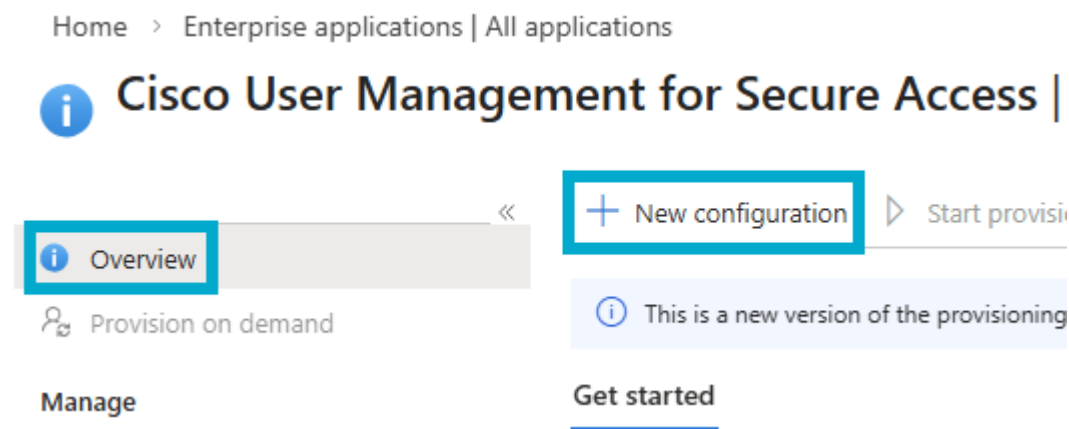 Home > Enterprise applications | All applications
Cisco User Management for Secure Access |
«
+ New configuration
Start
Overview
This is a new version of the provisioning
Provision on demand
Get started
Manage